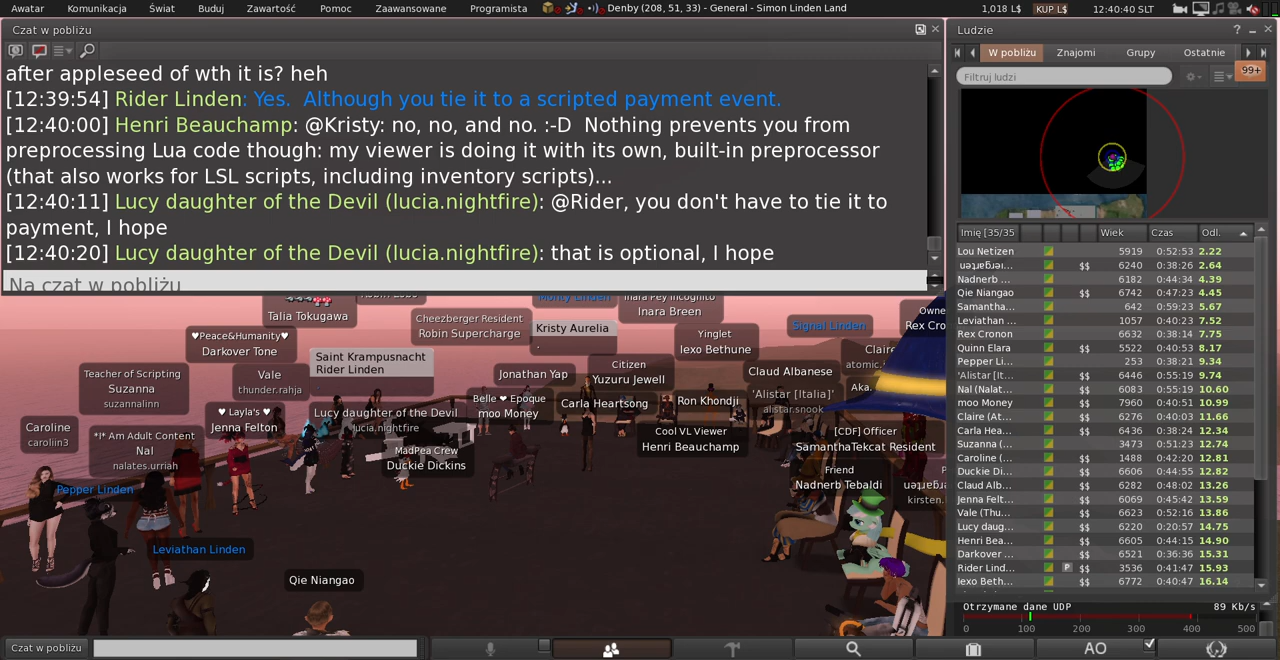 Awatar Komunikacja Świat Buduj Zawartość Pomoc Zaawansowane Programista Denby (208, 51, 33) - General - Simon Linden Land 1,018 L$ KUP L$ 12:40:40 SLT
Czat w pobliżu
after appleseed of wth it is? heh
[12:39:54] Rider Linden: Yes.  Although you tie it to a scripted payment event.
[12:40:00] Henri Beauchamp: @Kristy: no, no, and no. :-D  Nothing prevents you from
preprocessing Lua code though: my viewer is doing it with its own, built-in preprocessor
(that also works for LSL scripts, including inventory scripts)...
[12:40:11] Lucy daughter of the Devil (lucia.nightfire): @Rider, you don't have to tie it to
payment, I hope
[12:40:20] Lucy daughter of the Devil (lucia.nightfire): that is optional, I hope
Na czat w pobliżu
Monty Linden
Inara Pey Incognito
Inara Breen
Talia Tokugawa
Cheezberger Resident
Robin Supercharge
Kristy Aurelia
.
Signal Linden
Owne
Rex Cro
♥Peace&Humanity♥
Darkover Tone
Yinglet
Iexo Bethune
Saint Krampusnacht
Rider Linden
Claire
atomic.
Citizen
Yuzuru Jewell
Claud Albanese
Teacher of Scripting
Suzanna
suzannalinn
Vale
thunder.rahja
Jonathan Yap
Aka.
'Alistar [Italia]'
alistar.snook
Belle ❤ Epoque
moo Money
Carla Heartsong
Ron Khondji
♥ Layla's ♥
Jenna Felton
Lucy daughter of the Devil
lucia.nightfire
Caroline
caroliin3
*I* Am Adult Content
Nal
nalates.urriah
Cool VL Viewer
Henri Beauchamp
[CDF] Officer
SamanthaTekcat Resident
MadPea Crew
Duckie Dickins
Friend
Nadnerb Tebaldi
kirsten.
Pepper Linden
Leviathan Linden
Qie Niangao
Czat w pobliżu
Ludzie
W pobliżu Znajomi Grupy Ostatnie
99+
Filtruj ludzi
Imię [35/35 Wiek Czas Odl.
Lou Netizen 5919 0:52:53 2.22
$$ 6240 0:38:26 2.64
Nadnerb ... 6182 0:44:34 4.39
Qie Niangao $$ 6742 0:47:23 4.45
Samantha... 642 0:59:23 5.67
Leviathan ... 1057 0:40:23 7.52
Rex Cronon 6632 0:38:14 7.75
Quinn Elara $$ 5522 0:40:53 8.17
Pepper Li... 253 0:38:21 9.34
'Alistar [It... $$ 6446 0:55:19 9.74
Nal (Nalat... $$ 6083 0:55:19 10.60
moo Money $$ 7960 0:40:51 10.99
Claire (At... $$ 6276 0:40:03 11.66
Carla Hea... $$ 6436 0:38:24 12.34
Suzanna (... 3473 0:51:23 12.74
Caroline (... $$ 1488 0:42:20 12.81
Duckie Di... $$ 6606 0:44:55 12.82
Claud Alb... $$ 6282 0:48:02 13.26
Jenna Felt... $$ 6069 0:45:42 13.59
Vale (Thu... $$ 6623 0:52:16 13.86
Lucy daug... $$ 6220 0:20:57 14.75
Henri Bea... $$ 6605 0:44:15 14.90
Darkover ... $$ 6521 0:36:36 15.31
Rider Lind... P $$ 3536 0:41:47 15.93
Iexo Beth... $$ 6772 0:40:47 16.14
Otrzymane dane UDP 89 Kb/s
0 100 200 300 400 500
AO